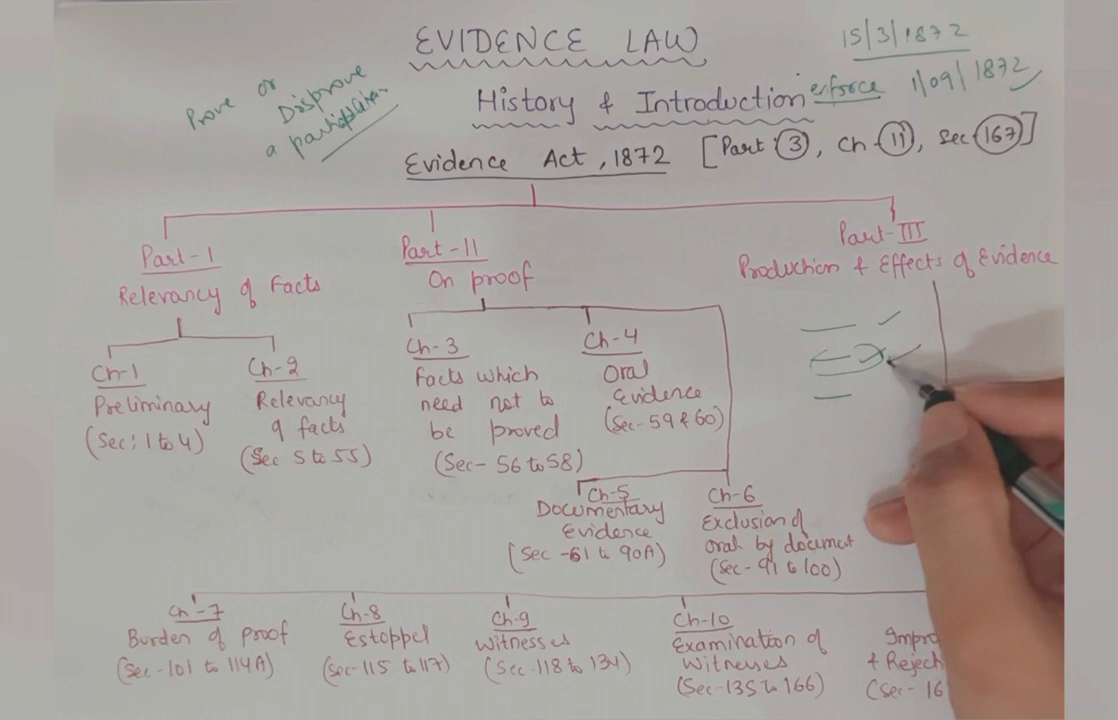 EVIDENCE LAW
15/3/1872
Prove or
Disprove
a
History & Introduction
enforce 1/09/1872
Evidence Act, 1872 [Part 3, Ch-11, Sec 167]
Part-1
Relevancy of Facts
Part-II
On proof
Part-III
Production & Effects of Evidence
Ch-1
Preliminary
(Sec: 1 to 4)
Ch-2
Relevancy
of facts
(Sec 5 to 55)
Ch-3
Facts which
need not to
be proved
(Sec- 56 to 58)
Ch-4
Oral
Evidence
(Sec-59 & 60)
Ch-5
Documentary
Evidence
(Sec -61 to 90A)
Ch-6
Exclusion of
oral by documet
(Sec- 91 to 100)
Ch-7
Burden of proof
(Sec-101 to 114A)
Ch-8
Estoppel
(Sec-115 to 117)
Ch-9
Witnesses
(Sec-118 to 134)
Ch-10
Examination of
Witnesses
(Sec-135 to 166)
Impro
& Reject
(Sec- 16